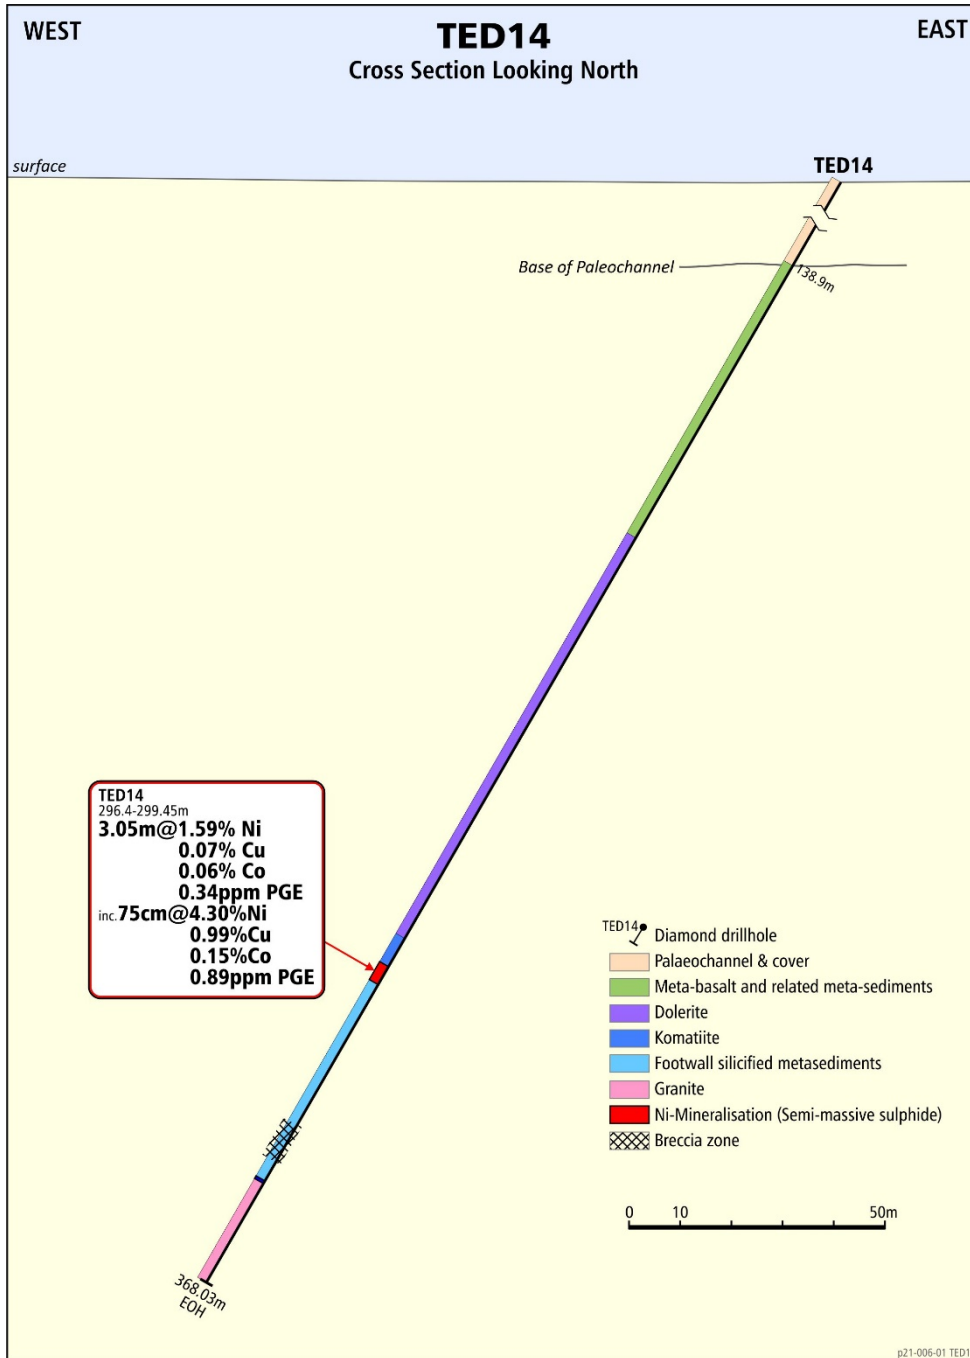 WEST
TED14
EAST
Cross Section Looking North
surface
TED14
Base of Paleochannel
138.9m
TED14
296.4-299.45m
3.05m@1.59% Ni
0.07% Cu
0.06% Co
0.34ppm PGE
inc.75cm@4.30%Ni
0.99%Cu
0.15%Co
0.89ppm PGE
TED14
Diamond drillhole
Palaeochannel & cover
Meta-basalt and related meta-sediments
Dolerite
Komatiite
Footwall silicified metasediments
Granite
Ni-Mineralisation (Semi-massive sulphide)
Breccia zone
0 10 50m
368.03m
EOH
p21-006-01 TED1